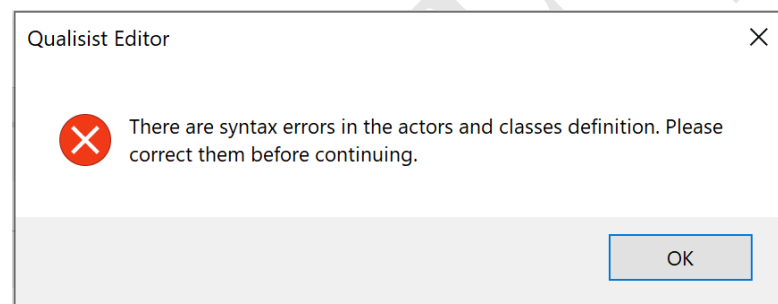 Qualisist Editor
There are syntax errors in the actors and classes definition. Please
correct them before continuing.
OK